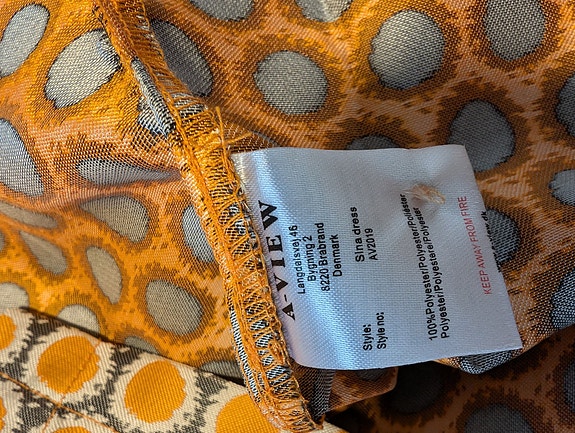 A-VIEW
Langdalsvej 46
Bygning 2
8220 Brabrand
Denmark
Style: Sina dress
Style no: AV2019
100%Polyester/Polyester/Poliéster
Polyester/Polyestere/Polyester
KEEP AWAY FROM FIRE